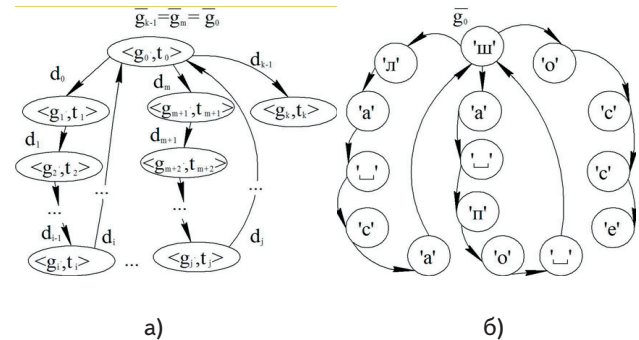 g̅k-1=g̅m=g̅0
<g0,t0>
d0
dm
dk-1
<g1,t1>
<gm+1,tm+1>
<gk,tk>
d1
dm+1
<g2,t2>
<gm+2,tm+2>
...
...
...
...
di-1
di
dj
<gi,ti>
...
<gj,tj>
а)
g̅0
'ш'
'л'
'о'
'а'
'а'
'с'
'⎵'
'⎵'
'с'
'с'
'п'
'е'
'а'
'о'
'⎵'
б)